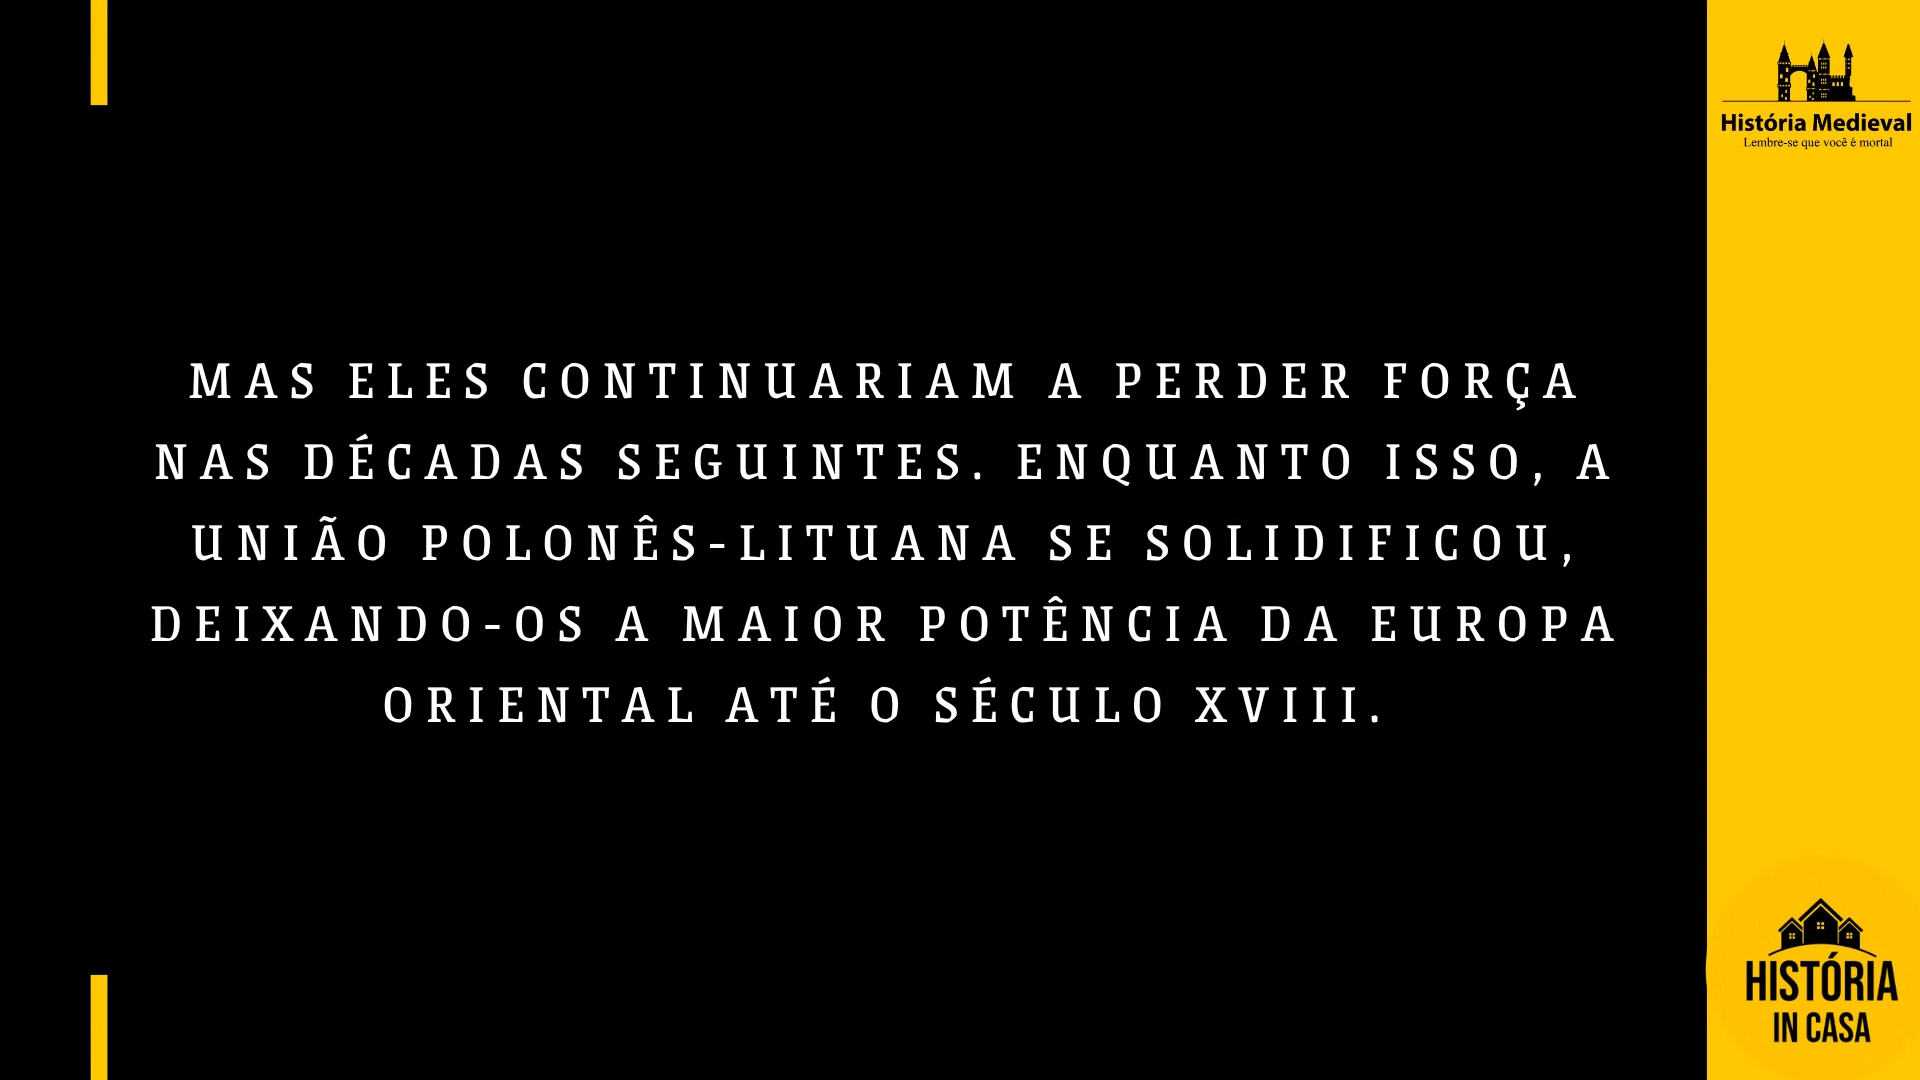 MAS ELES CONTINUARIAM A PERDER FORÇA
NAS DÉCADAS SEGUINTES. ENQUANTO ISSO, A
UNIÃO POLONÊS-LITUANA SE SOLIDIFICOU,
DEIXANDO-OS A MAIOR POTÊNCIA DA EUROPA
ORIENTAL ATÉ O SÉCULO XVIII.
História Medieval
Lembre-se que você é mortal
HISTÓRIA
IN CASA